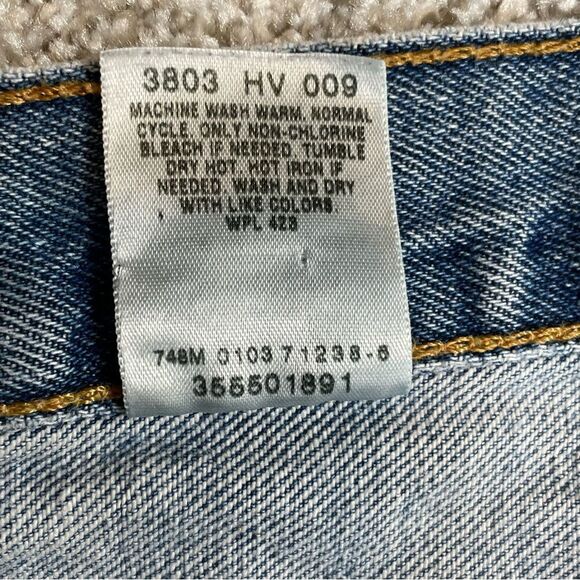 3803 HV 009
MACHINE WASH WARM. NORMAL
CYCLE. ONLY NON-CHLORINE
BLEACH IF NEEDED. TUMBLE
DRY HOT. HOT IRON IF
NEEDED. WASH AND DRY
WITH LIKE COLORS.
WPL 423
748M 0103 71238-6
355501891